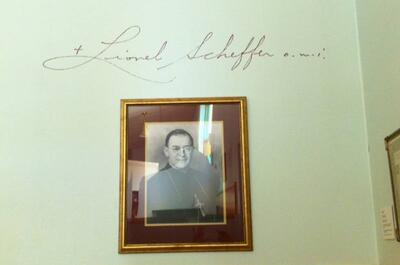 + Lionel Scheffer o.m.i.